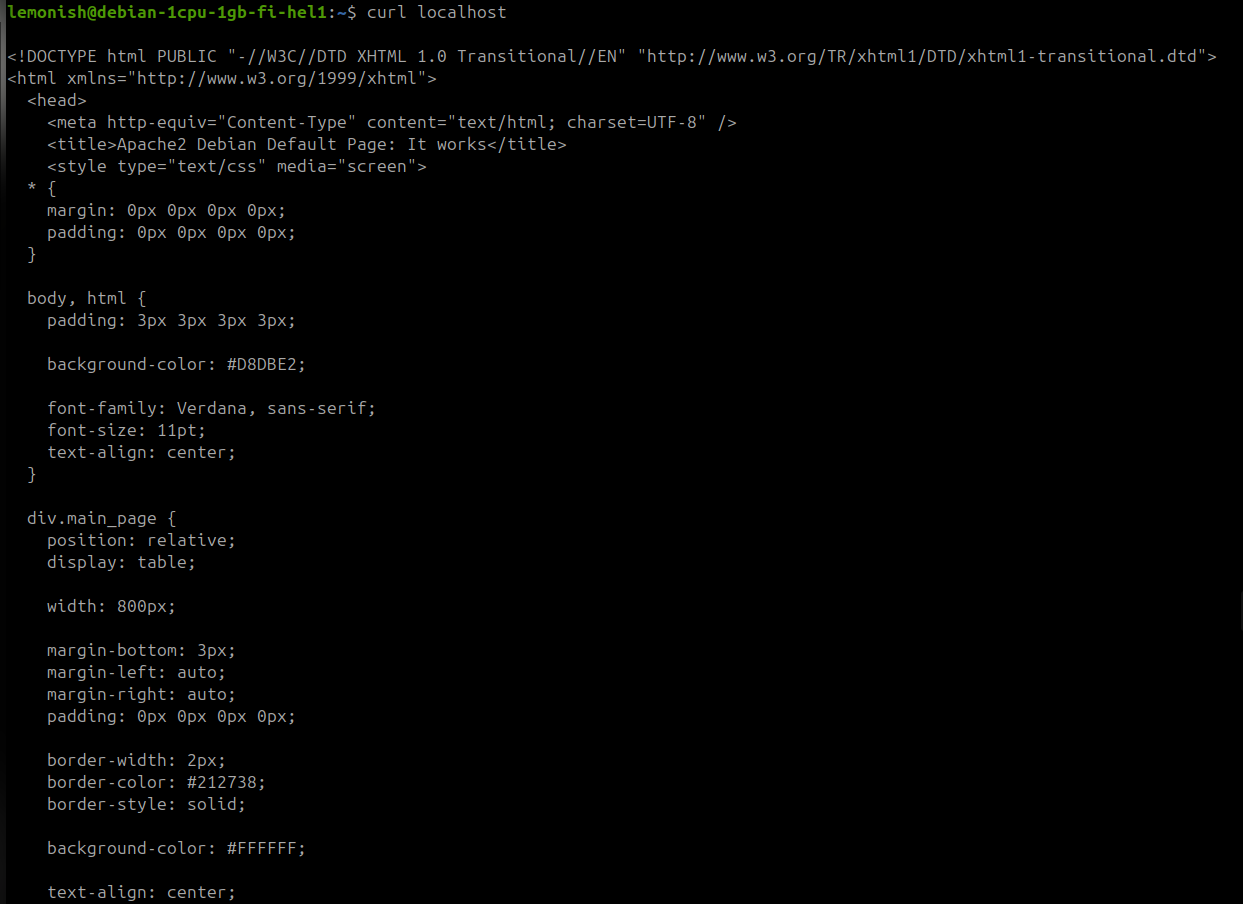 lemonish@debian-1cpu-1gb-fi-hel1:~$ curl localhost
<!DOCTYPE html PUBLIC "-//W3C//DTD XHTML 1.0 Transitional//EN" "http://www.w3.org/TR/xhtml1/DTD/xhtml1-transitional.dtd">
<html xmlns="http://www.w3.org/1999/xhtml">
  <head>
    <meta http-equiv="Content-Type" content="text/html; charset=UTF-8" />
    <title>Apache2 Debian Default Page: It works</title>
    <style type="text/css" media="screen">
  * {
    margin: 0px 0px 0px 0px;
    padding: 0px 0px 0px 0px;
  }
  body, html {
    padding: 3px 3px 3px 3px;
    background-color: #D8DBE2;
    font-family: Verdana, sans-serif;
    font-size: 11pt;
    text-align: center;
  }
  div.main_page {
    position: relative;
    display: table;
    width: 800px;
    margin-bottom: 3px;
    margin-left: auto;
    margin-right: auto;
    padding: 0px 0px 0px 0px;
    border-width: 2px;
    border-color: #212738;
    border-style: solid;
    background-color: #FFFFFF;
    text-align: center;